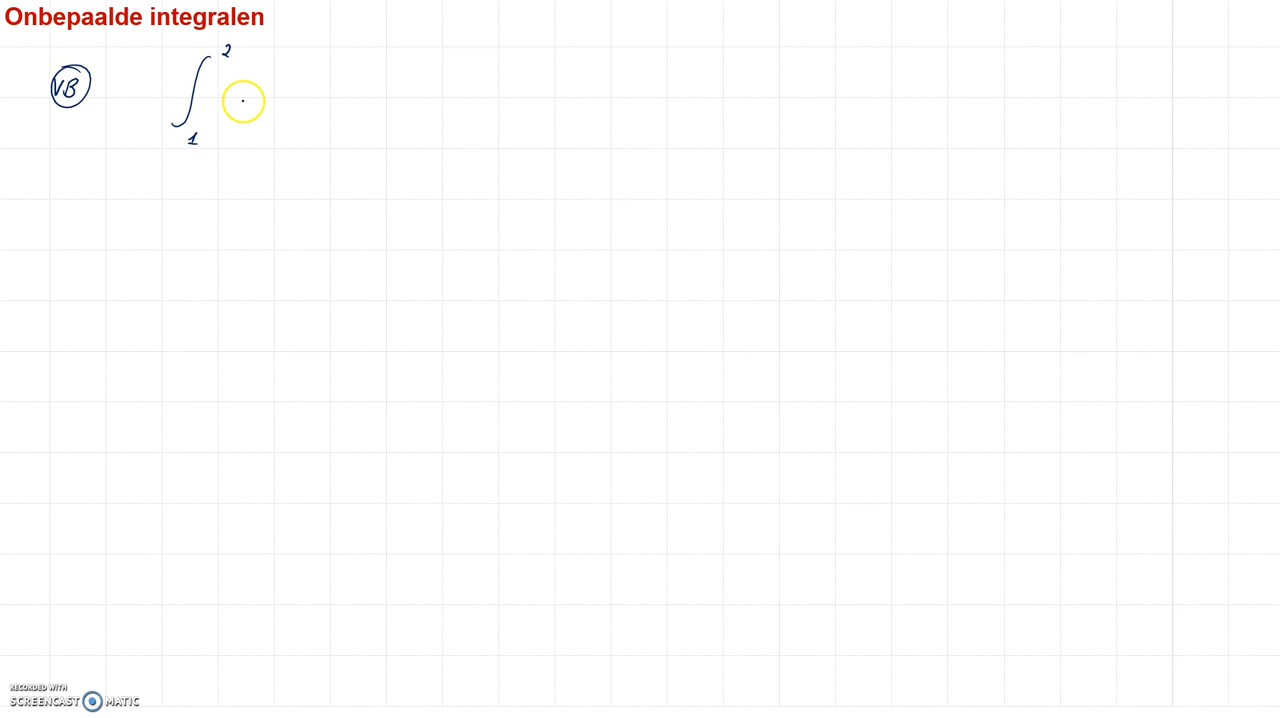 Onbepaalde integralen
VB ∫ 2
1
RECORDED WITH
SCREENCAST MATIC